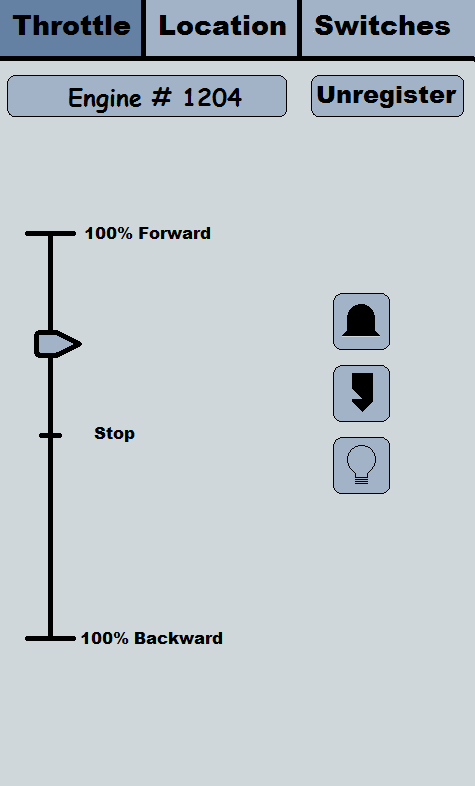 Throttle
Location
Switches
Engine # 1204
Unregister
100% Forward
Stop
100% Backward